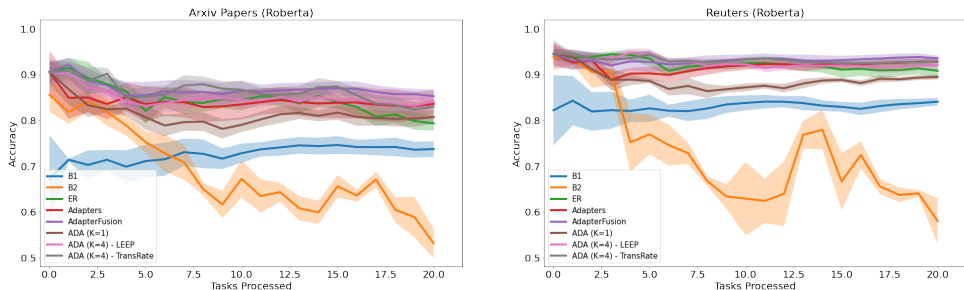 Arxiv Papers (Roberta)
1.0
0.9
0.8
0.7
0.6
0.5
Accuracy
B1
B2
ER
Adapters
AdapterFusion
ADA (K=1)
ADA (K=4) - LEEP
ADA (K=4) - TransRate
0.0 2.5 5.0 7.5 10.0 12.5 15.0 17.5 20.0
Tasks Processed
Reuters (Roberta)
1.0
0.9
0.8
0.7
0.6
0.5
Accuracy
B1
B2
ER
Adapters
AdapterFusion
ADA (K=1)
ADA (K=4) - LEEP
ADA (K=4) - TransRate
0.0 2.5 5.0 7.5 10.0 12.5 15.0 17.5 20.0
Tasks Processed